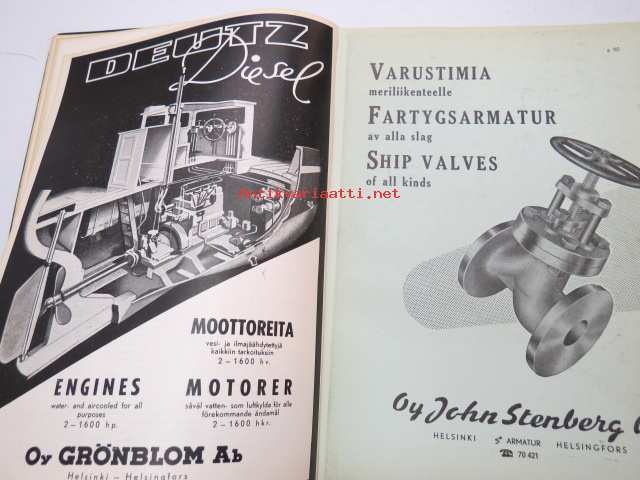 DEUTZ
Diesel
MOOTTOREITA
vesi- ja ilmajäähdytettyjä
kaikkiin tarkoituksiin
2 – 1600 hv.
ENGINES
water- and aircooled for all
purposes
2 – 1600 hp.
MOTORER
såväl vatten- som luftkylda för alla
förekommande ändamål
2 – 1600 hkr.
Oy GRÖNBLOM Ab
Helsinki – Helsingfors
VARUSTIMIA
meriliikenteelle
FARTYGSARMATUR
av alla slag
SHIP VALVES
of all kinds
Oy John Stenberg
HELSINKI
S² ARMATUR
HELSINGFORS
☎ 70 421
Antikvariaatti.net